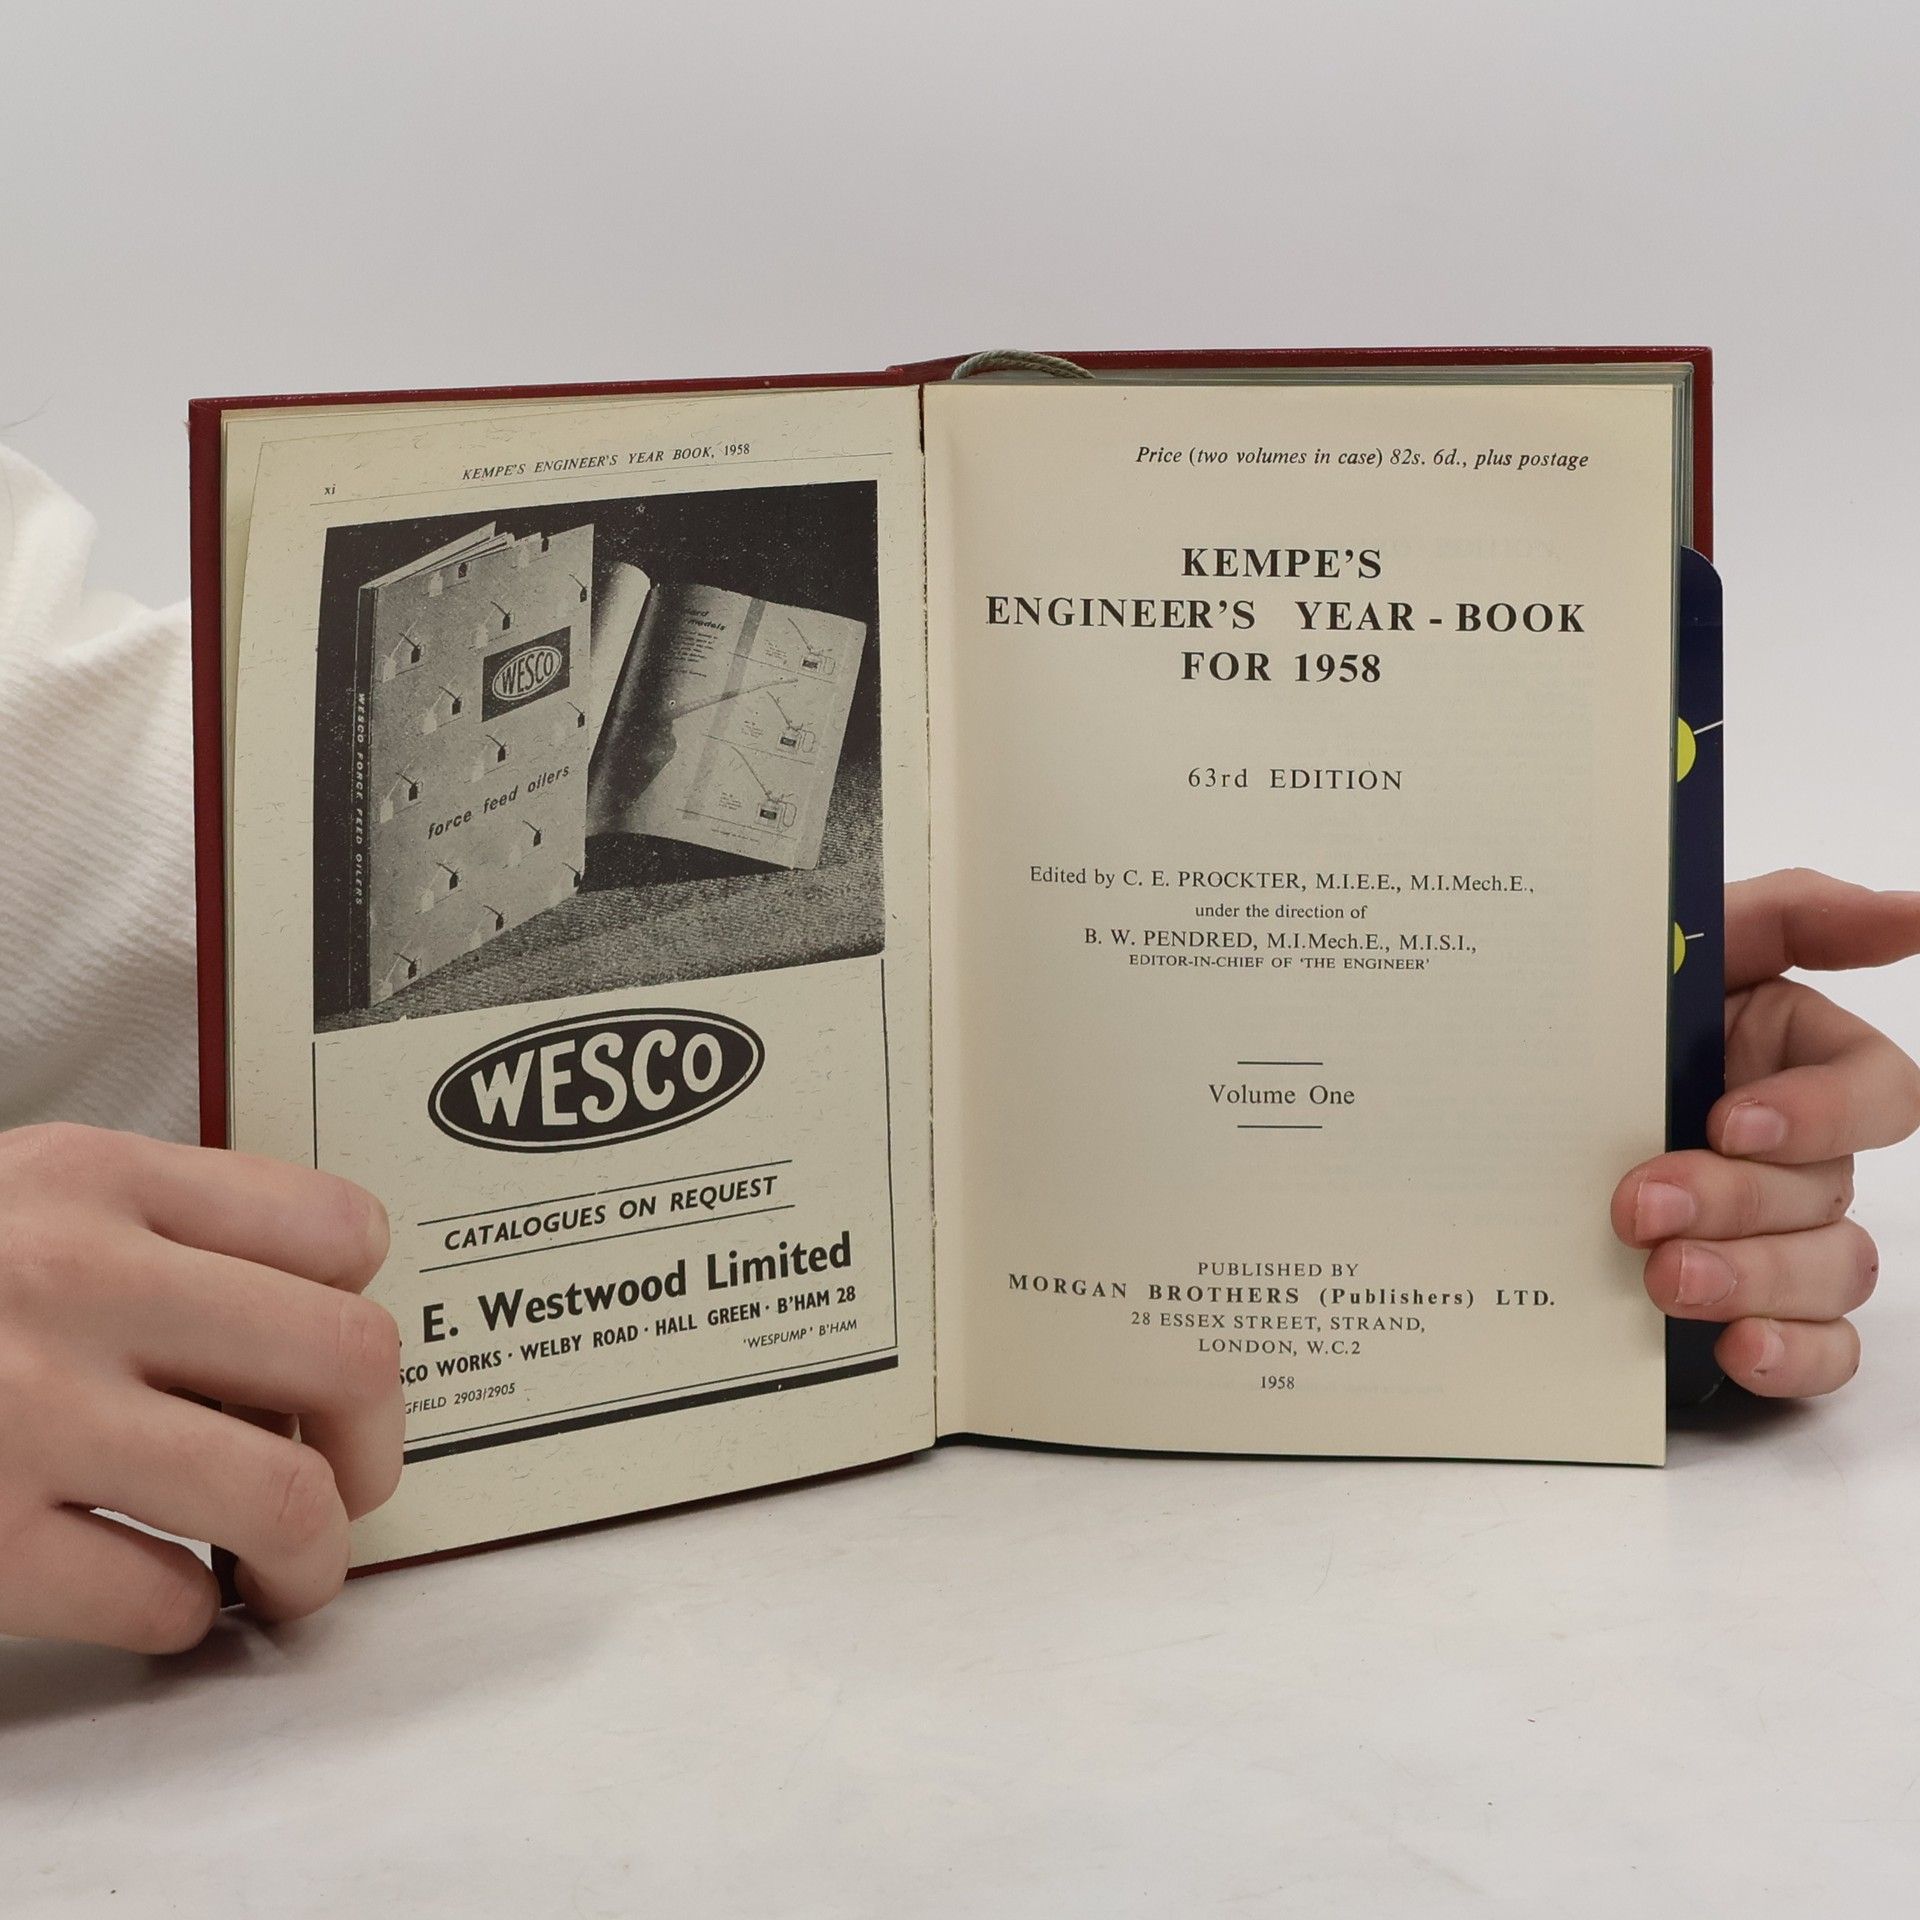 xi
KEMPE'S ENGINEER'S YEAR BOOK, 1958
WESCO FORCE FEED OILERS
WESCO
force feed oilers
models
WESCO
CATALOGUES ON REQUEST
. E. Westwood Limited
SCO WORKS · WELBY ROAD · HALL GREEN · B'HAM 28
'WESPUMP' B'HAM
GFIELD 2903/2905
Price (two volumes in case) 82s. 6d., plus postage
KEMPE'S
ENGINEER'S YEAR-BOOK
FOR 1958
63rd EDITION
Edited by C. E. PROCKTER, M.I.E.E., M.I.Mech.E.,
under the direction of
B. W. PENDRED, M.I.Mech.E., M.I.S.I.,
EDITOR-IN-CHIEF OF 'THE ENGINEER'
Volume One
PUBLISHED BY
MORGAN BROTHERS (Publishers) LTD.
28 ESSEX STREET, STRAND,
LONDON, W.C.2
1958